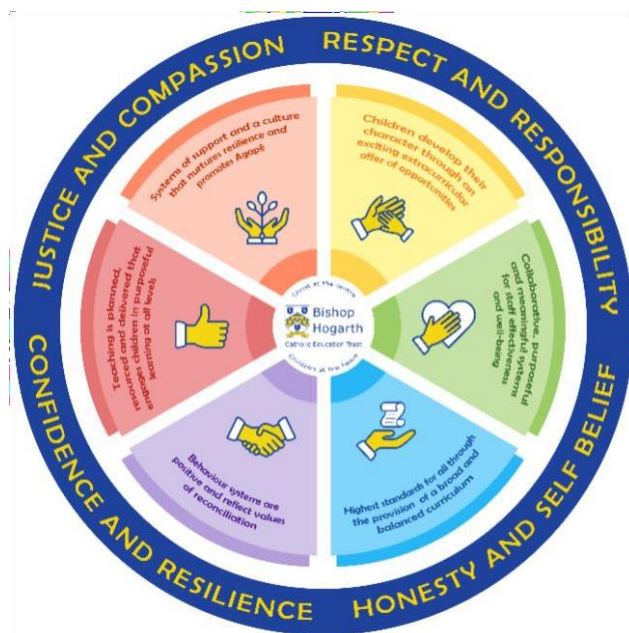 JUSTICE AND COMPASSION
RESPECT AND RESPONSIBILITY
HONESTY AND SELF BELIEF
CONFIDENCE AND RESILIENCE
Systems of support and a culture
that nurtures resilience and
promotes Agapé
Children develop their
character through an
exciting extracurricular
offer of opportunities
Collaborative, purposeful
and meaningful systems
for staff effectiveness
and well-being
Highest standards for all through
the provision of a broad and
balanced curriculum
Behaviour systems are
positive and reflect values
of reconciliation
Teaching is planned,
resourced and delivered that
engages children in purposeful
learning at all levels
Christ at the centre
Bishop
Hogarth
Catholic Education Trust
Children at the heart